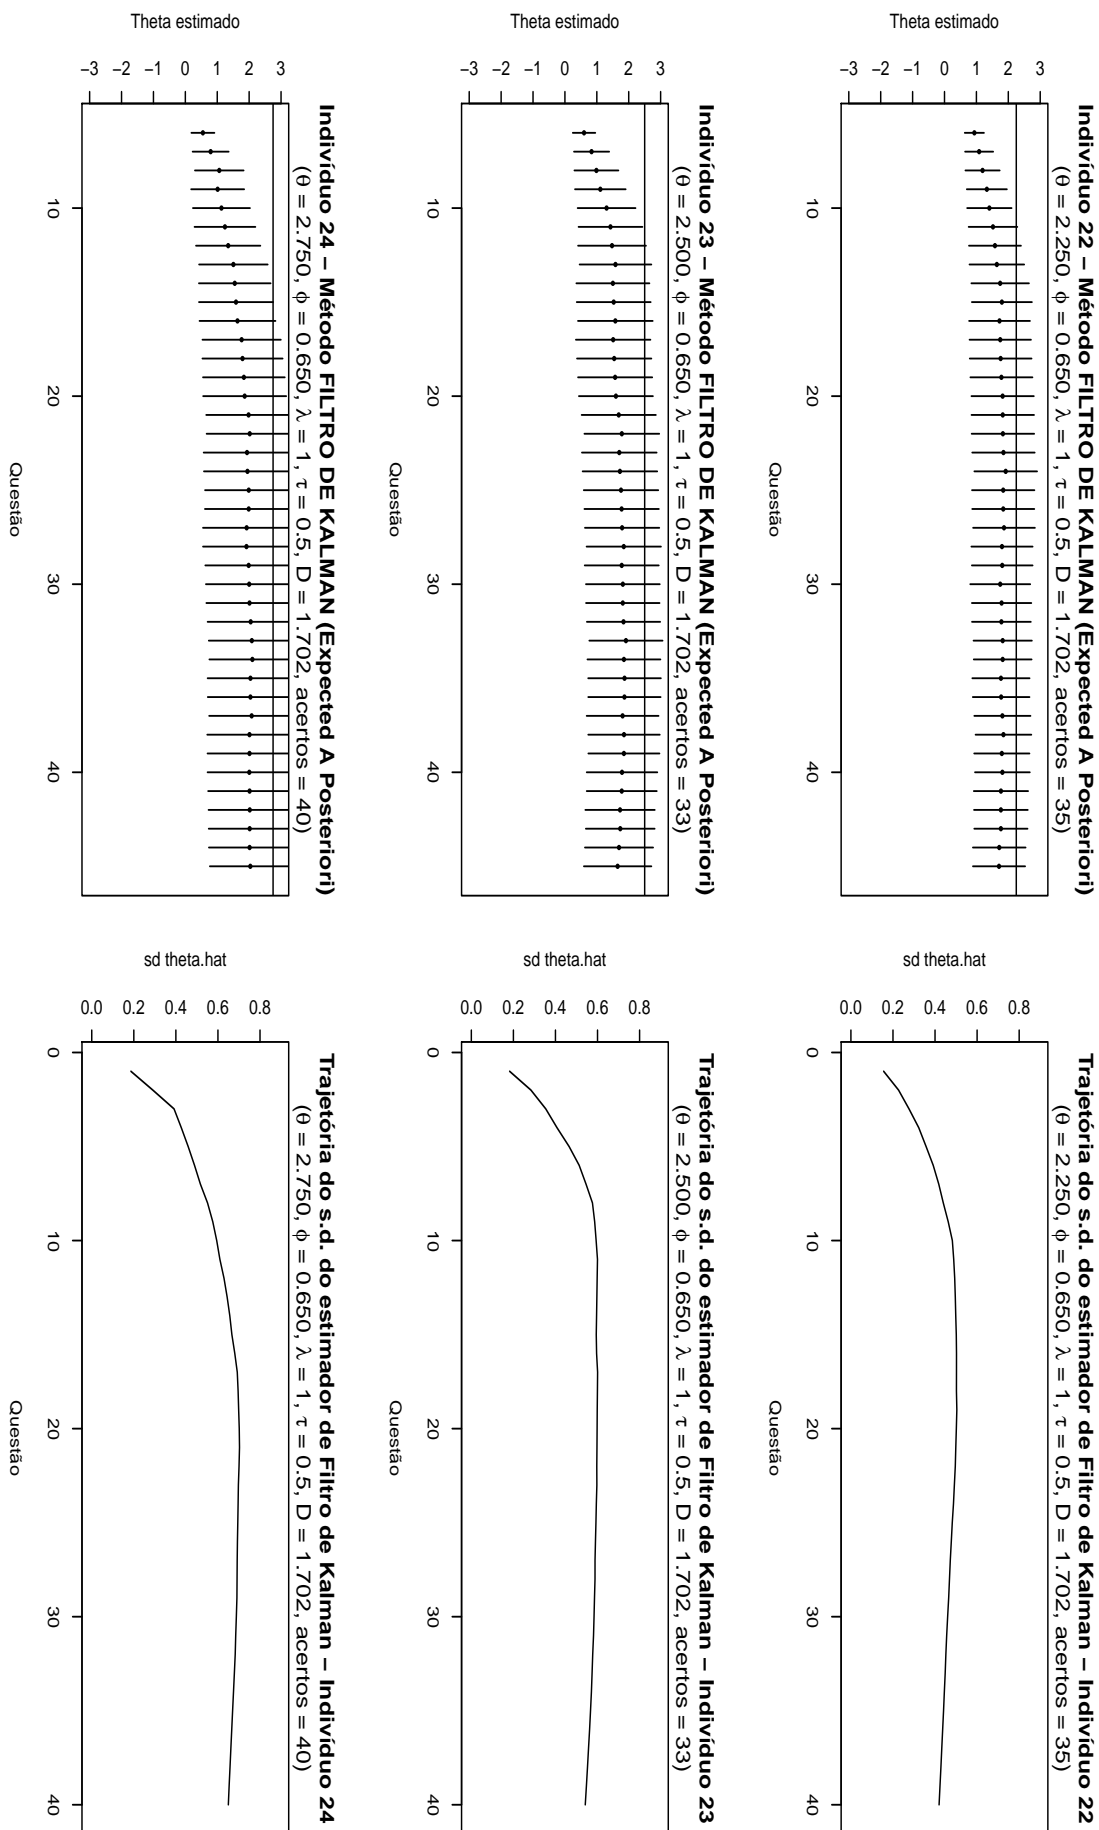 Indivíduo 22 − Método FILTRO DE KALMAN (Expected A Posteriori)
(θ = 2.250, ϕ = 0.650, λ = 1, τ = 0.5, D = 1.702, acertos = 35)
Theta estimado
−3 −2 −1 0 1 2 3
10 20 30 40
Questão
Trajetória do s.d. do estimador de Filtro de Kalman − Indivíduo 22
(θ = 2.250, ϕ = 0.650, λ = 1, τ = 0.5, D = 1.702, acertos = 35)
sd theta.hat
0.0 0.2 0.4 0.6 0.8
0 10 20 30 40
Questão
Indivíduo 23 − Método FILTRO DE KALMAN (Expected A Posteriori)
(θ = 2.500, ϕ = 0.650, λ = 1, τ = 0.5, D = 1.702, acertos = 33)
Theta estimado
−3 −2 −1 0 1 2 3
10 20 30 40
Questão
Trajetória do s.d. do estimador de Filtro de Kalman − Indivíduo 23
(θ = 2.500, ϕ = 0.650, λ = 1, τ = 0.5, D = 1.702, acertos = 33)
sd theta.hat
0.0 0.2 0.4 0.6 0.8
0 10 20 30 40
Questão
Indivíduo 24 − Método FILTRO DE KALMAN (Expected A Posteriori)
(θ = 2.750, ϕ = 0.650, λ = 1, τ = 0.5, D = 1.702, acertos = 40)
Theta estimado
−3 −2 −1 0 1 2 3
10 20 30 40
Questão
Trajetória do s.d. do estimador de Filtro de Kalman − Indivíduo 24
(θ = 2.750, ϕ = 0.650, λ = 1, τ = 0.5, D = 1.702, acertos = 40)
sd theta.hat
0.0 0.2 0.4 0.6 0.8
0 10 20 30 40
Questão